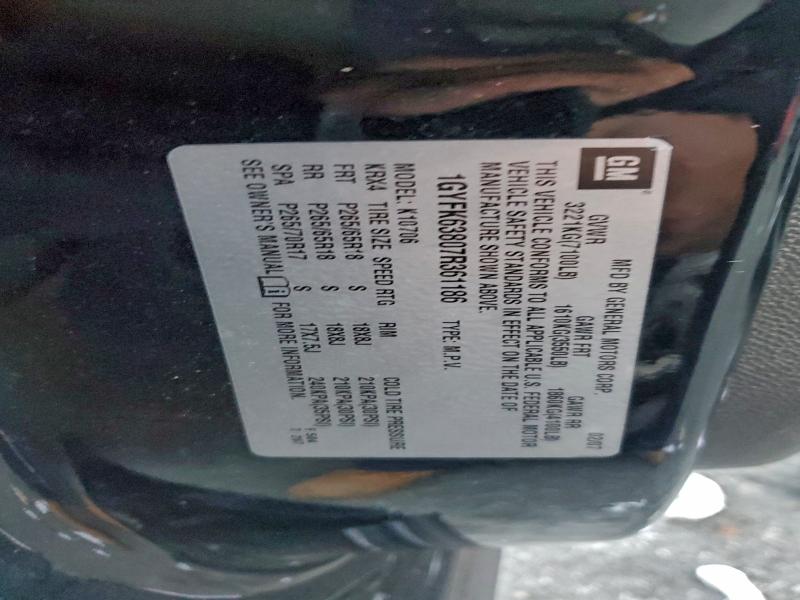 GM
MFD BY GENERAL MOTORS CORP. 02/07
GVWR GAWR FRT GAWR RR
3221KG(7100LB) 1610KG(3550LB) 1860KG(4100LB)
THIS VEHICLE CONFORMS TO ALL APPLICABLE U.S. FEDERAL MOTOR
VEHICLE SAFETY STANDARDS IN EFFECT ON THE DATE OF
MANUFACTURE SHOWN ABOVE.
1GYFK63807R361186 TYPE: M.P.V.
MODEL: K10706
KRX4 TIRE SIZE SPEED RTG RIM COLD TIRE PRESSURE
FRT P265/65R18 S 18X8J 210KPA(30PSI)
RR P265/65R18 S 18X8J 210KPA(30PSI)
SPA P265/70R17 S 17X7.5J 240KPA(35PSI)
SEE OWNER'S MANUAL FOR MORE INFORMATION.